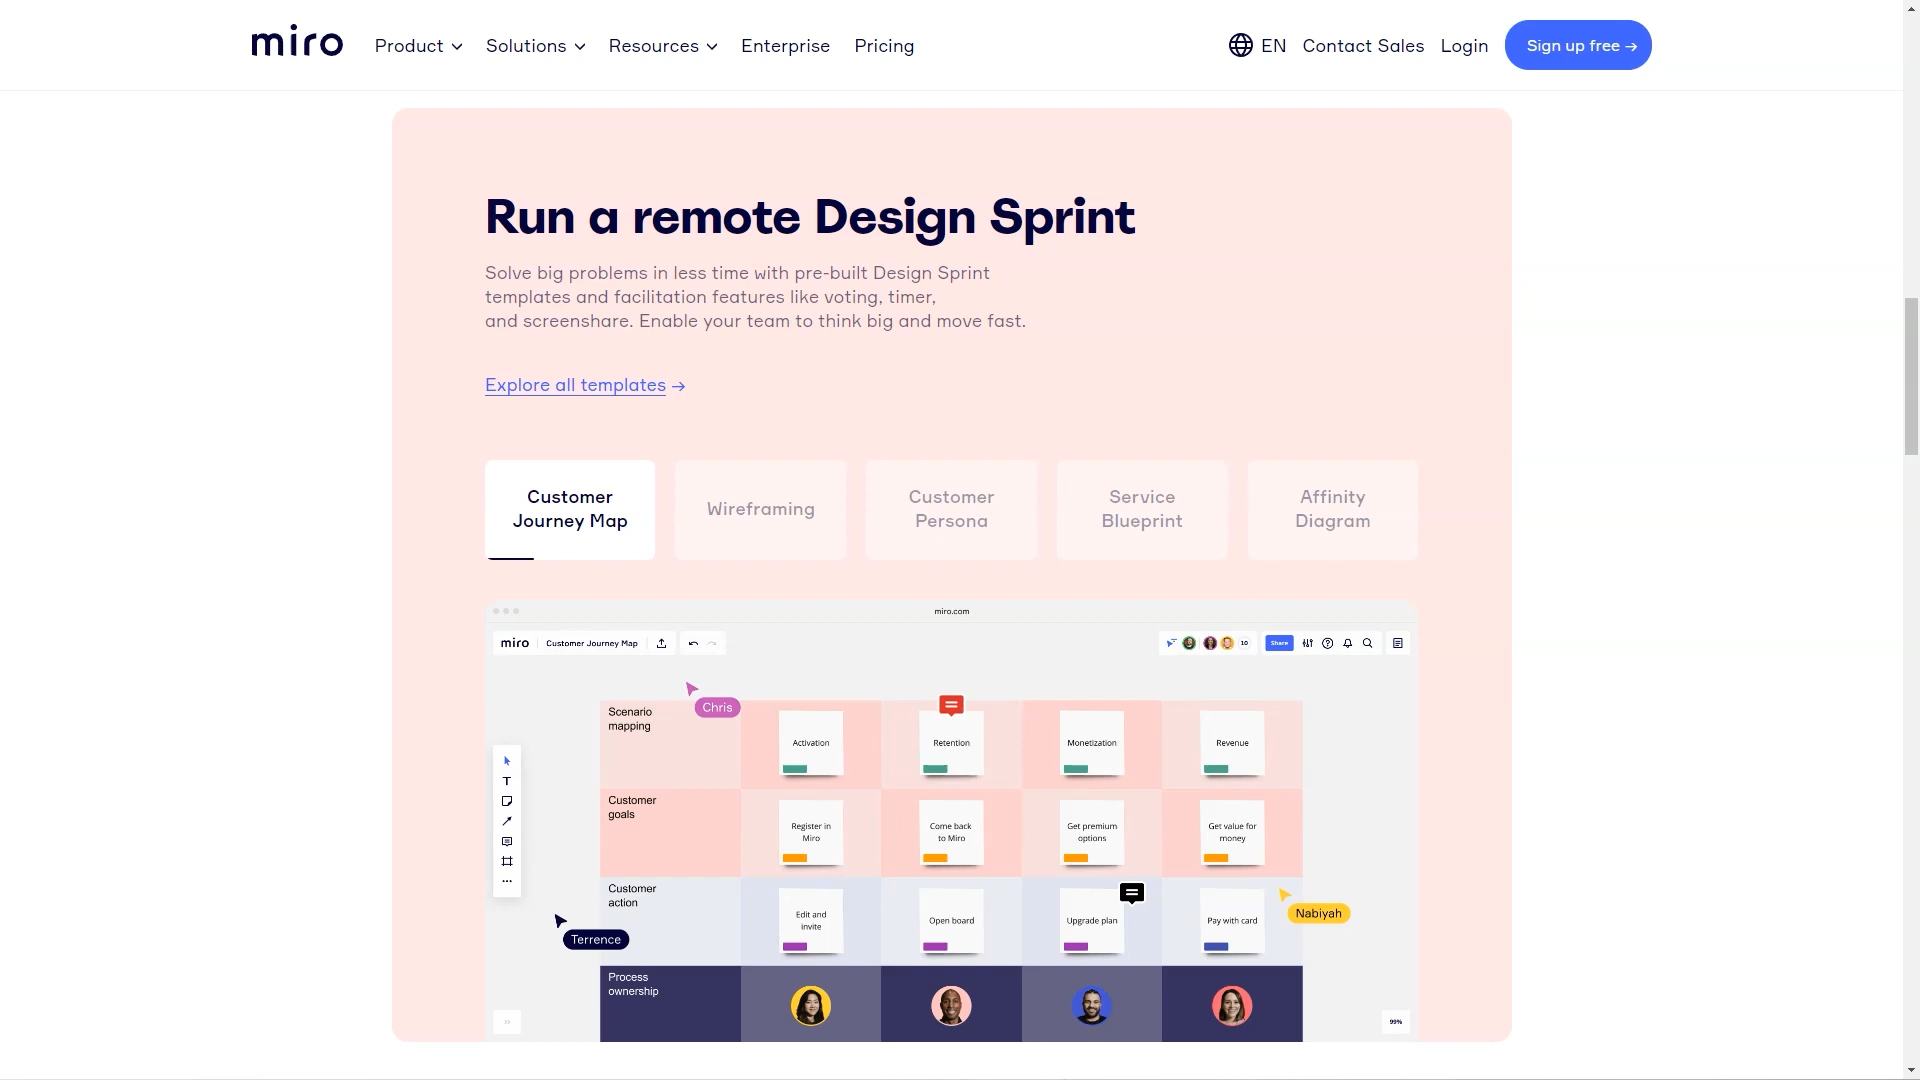 miro
Product
Solutions
Resources
Enterprise
Pricing
EN
Contact Sales
Login
Sign up free →
Run a remote Design Sprint
Solve big problems in less time with pre-built Design Sprint
templates and facilitation features like voting, timer,
and screenshare. Enable your team to think big and move fast.
Explore all templates →
Customer
Journey Map
Wireframing
Customer
Persona
Service
Blueprint
Affinity
Diagram
miro.com
miro
Customer Journey Map
10
Share
Chris
Scenario
mapping
Activation
Retention
Monetization
Revenue
Customer
goals
Register in
Miro
Come back
to Miro
Get premium
options
Get value for
money
Customer
action
Edit and
invite
Open board
Upgrade plan
Pay with card
Nabiyah
Terrence
Process
ownership
99%